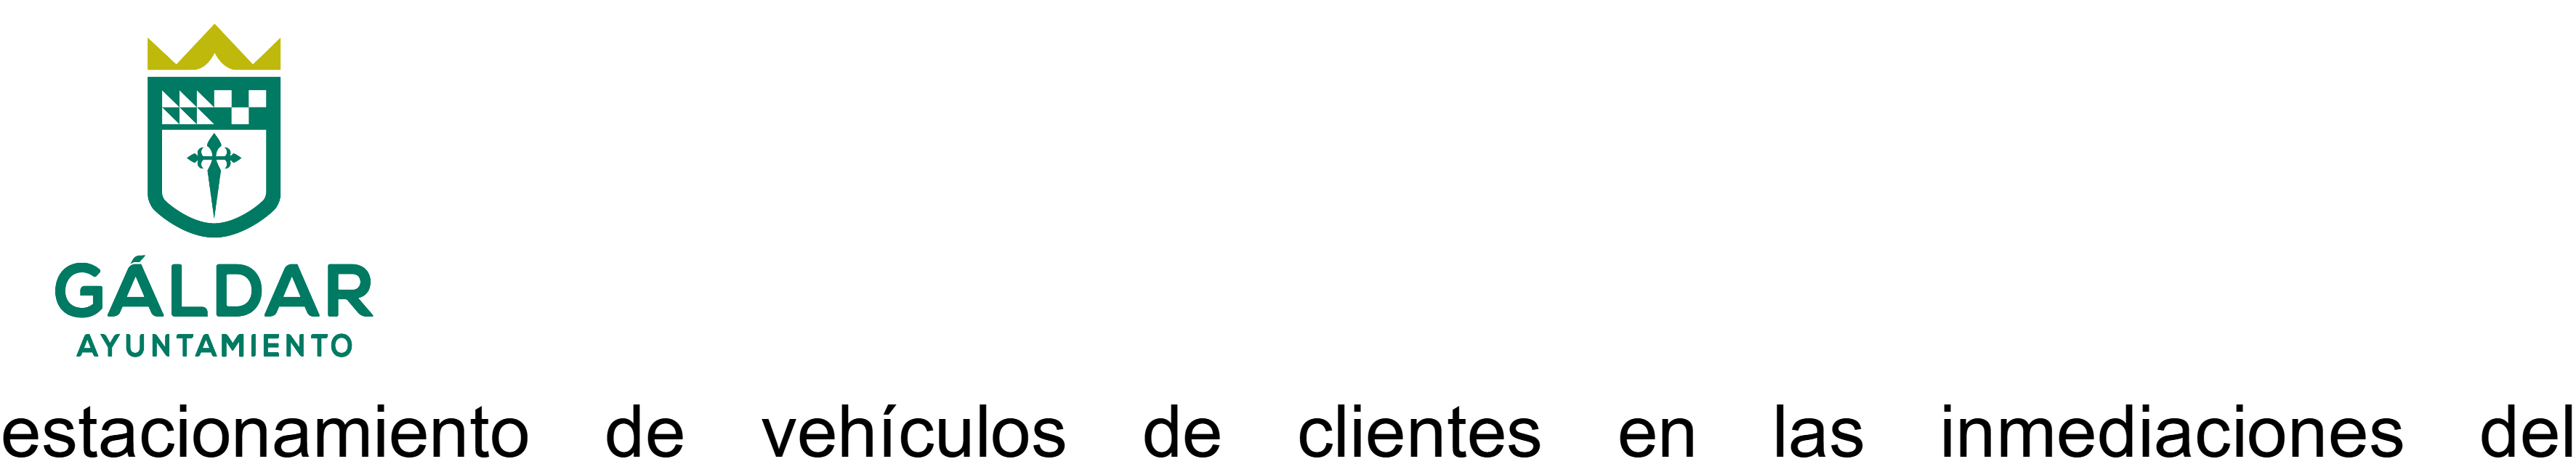 GÁLDAR
AYUNTAMIENTO
estacionamiento de vehículos de clientes en las inmediaciones del